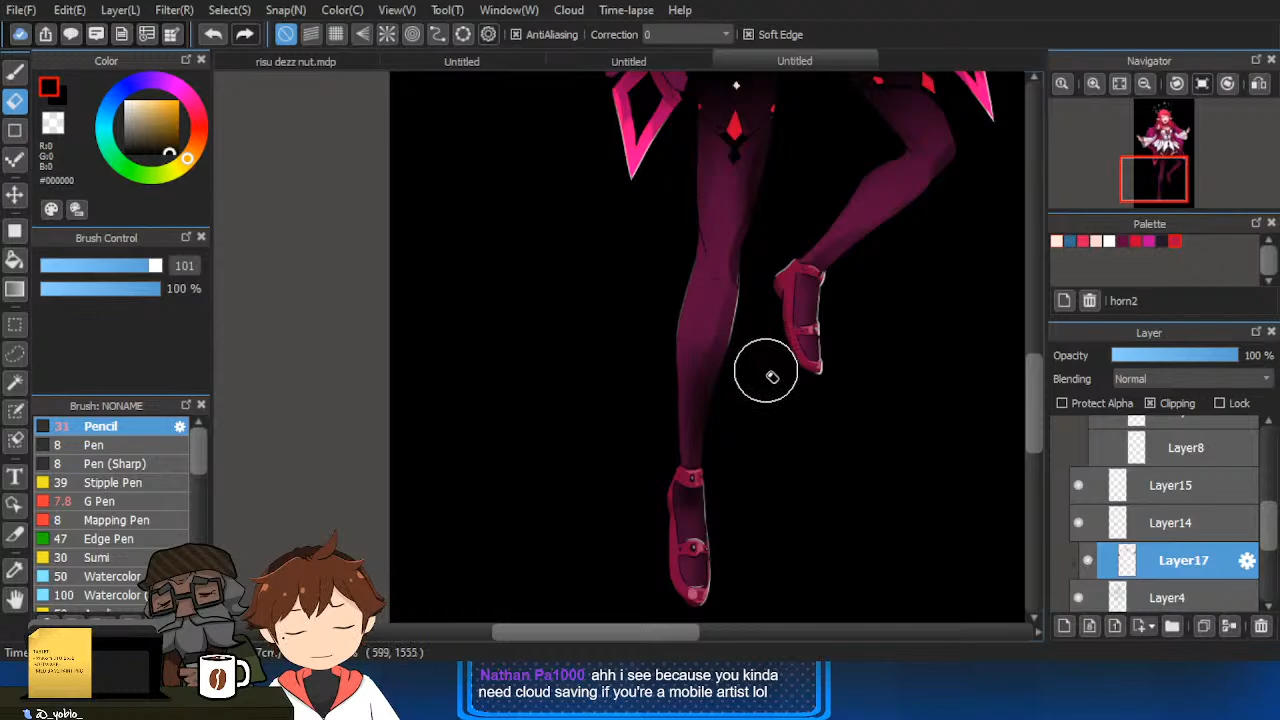 File(F) Edit(E) Layer(L) Filter(R) Select(S) Snap(N) Color(C) View(V) Tool(T) Window(W) Cloud Time-lapse Help
AntiAliasing Correction 0 Soft Edge
Color
risu dezz nut.mdp Untitled Untitled Untitled
Navigator
R:0
G:0
B:0
#000000
Brush Control
101
100 %
Palette
horn2
Layer
Opacity 100 %
Blending Normal
Protect Alpha Clipping Lock
Layer8
Layer15
Layer14
Layer17
Layer4
Brush: NONAME
31 Pencil
8 Pen
8 Pen (Sharp)
39 Stipple Pen
7.8 G Pen
8 Mapping Pen
47 Edge Pen
30 Sumi
50 Watercolor
100 Watercolor (
( 599, 1555. )
Nathan Pa1000 ahh i see because you kinda
need cloud saving if you're a mobile artist lol